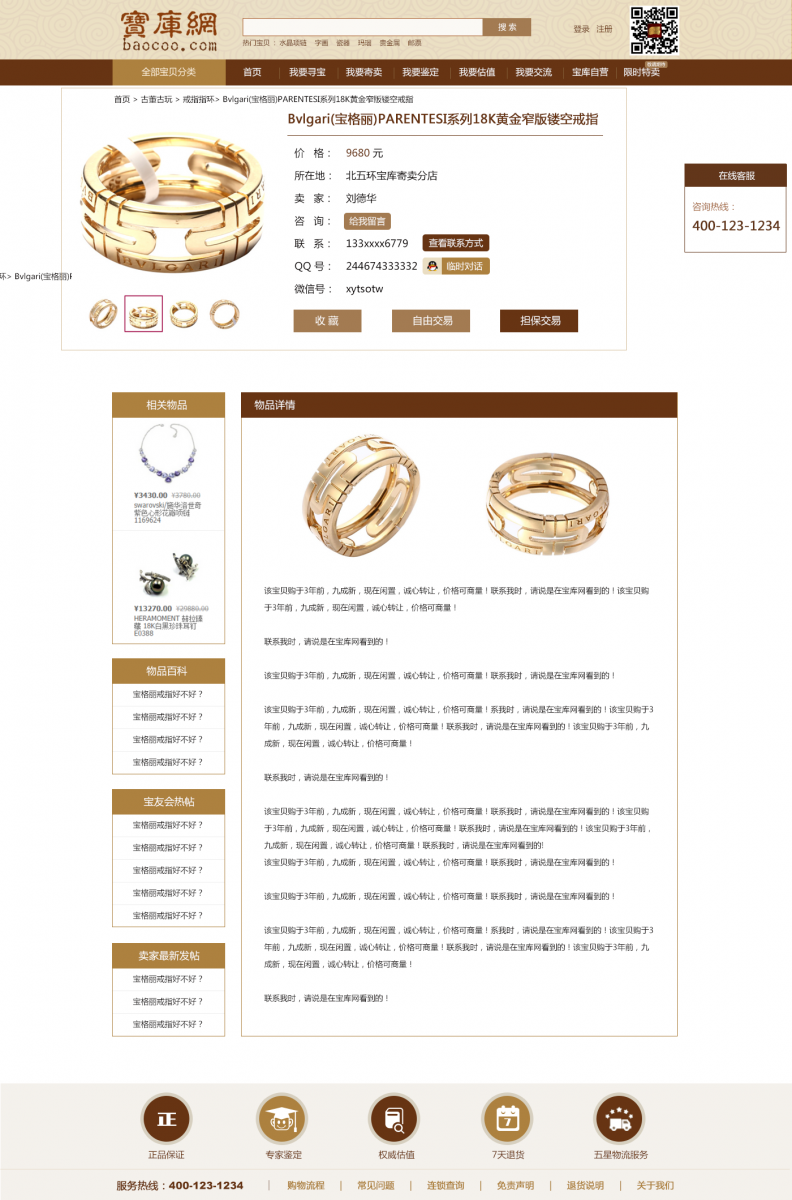 寶庫網
baocoo.com
搜 索
热门宝贝： 水晶项链 字画 瓷器 玛瑙 贵金属 邮票
登录 注册
全部宝贝分类
首页 我要寻宝 我要寄卖 我要鉴定 我要估值 我要交流 宝库自营 限时特卖
首页 > 古董古玩 > 戒指指环> Bvlgari(宝格丽)PARENTESI系列18K黄金窄版镂空戒指
Bvlgari(宝格丽)PARENTESI系列18K黄金窄版镂空戒指
价 格： 9680 元
所在地： 北五环宝库寄卖分店
卖 家： 刘德华
咨 询： 给我留言
联 系： 133xxxx6779 查看联系方式
QQ 号： 244674333332 临时对话
微信号： xytsotw
收 藏 自由交易 担保交易
BVLGARI
环> Bvlgari(宝格丽)F
在线客服
咨询热线：
400-123-1234
相关物品
¥3430.00 ¥3780.00
swarovski/施华洛世奇
紫色心形花瓣项链
1169624
¥13270.00 ¥29880.00
HERAMOMENT 赫拉臻
蘊 18K白黑珍珠耳钉
E0388
物品百科
宝格丽戒指好不好？
宝格丽戒指好不好？
宝格丽戒指好不好？
宝格丽戒指好不好？
宝友会热帖
宝格丽戒指好不好？
宝格丽戒指好不好？
宝格丽戒指好不好？
宝格丽戒指好不好？
宝格丽戒指好不好？
卖家最新发帖
宝格丽戒指好不好？
宝格丽戒指好不好？
宝格丽戒指好不好？
物品详情
该宝贝购于3年前，九成新，现在闲置，诚心转让，价格可商量！联系我时，请说是在宝库网看到的！该宝贝购
于3年前，九成新，现在闲置，诚心转让，价格可商量！
联系我时，请说是在宝库网看到的！
该宝贝购于3年前，九成新，现在闲置，诚心转让，价格可商量！联系我时，请说是在宝库网看到的！
该宝贝购于3年前，九成新，现在闲置，诚心转让，价格可商量！系我时，请说是在宝库网看到的！该宝贝购于3
年前，九成新，现在闲置，诚心转让，价格可商量！联系我时，请说是在宝库网看到的！该宝贝购于3年前，九
成新，现在闲置，诚心转让，价格可商量！
联系我时，请说是在宝库网看到的！
该宝贝购于3年前，九成新，现在闲置，诚心转让，价格可商量！联系我时，请说是在宝库网看到的！该宝贝购
于3年前，九成新，现在闲置，诚心转让，价格可商量！联系我时，请说是在宝库网看到的！该宝贝购于3年前，
九成新，现在闲置，诚心转让，价格可商量！联系我时，请说是在宝库网看到的!
该宝贝购于3年前，九成新，现在闲置，诚心转让，价格可商量！联系我时，请说是在宝库网看到的！
该宝贝购于3年前，九成新，现在闲置，诚心转让，价格可商量！联系我时，请说是在宝库网看到的！
该宝贝购于3年前，九成新，现在闲置，诚心转让，价格可商量！系我时，请说是在宝库网看到的！该宝贝购于3
年前，九成新，现在闲置，诚心转让，价格可商量！联系我时，请说是在宝库网看到的！该宝贝购于3年前，九
成新，现在闲置，诚心转让，价格可商量！
联系我时，请说是在宝库网看到的！
正 7
正品保证 专家鉴定 权威估值 7天退货 五星物流服务
服务热线：400-123-1234 | 购物流程 | 常见问题 | 连锁查询 | 免责声明 | 退货说明 | 关于我们